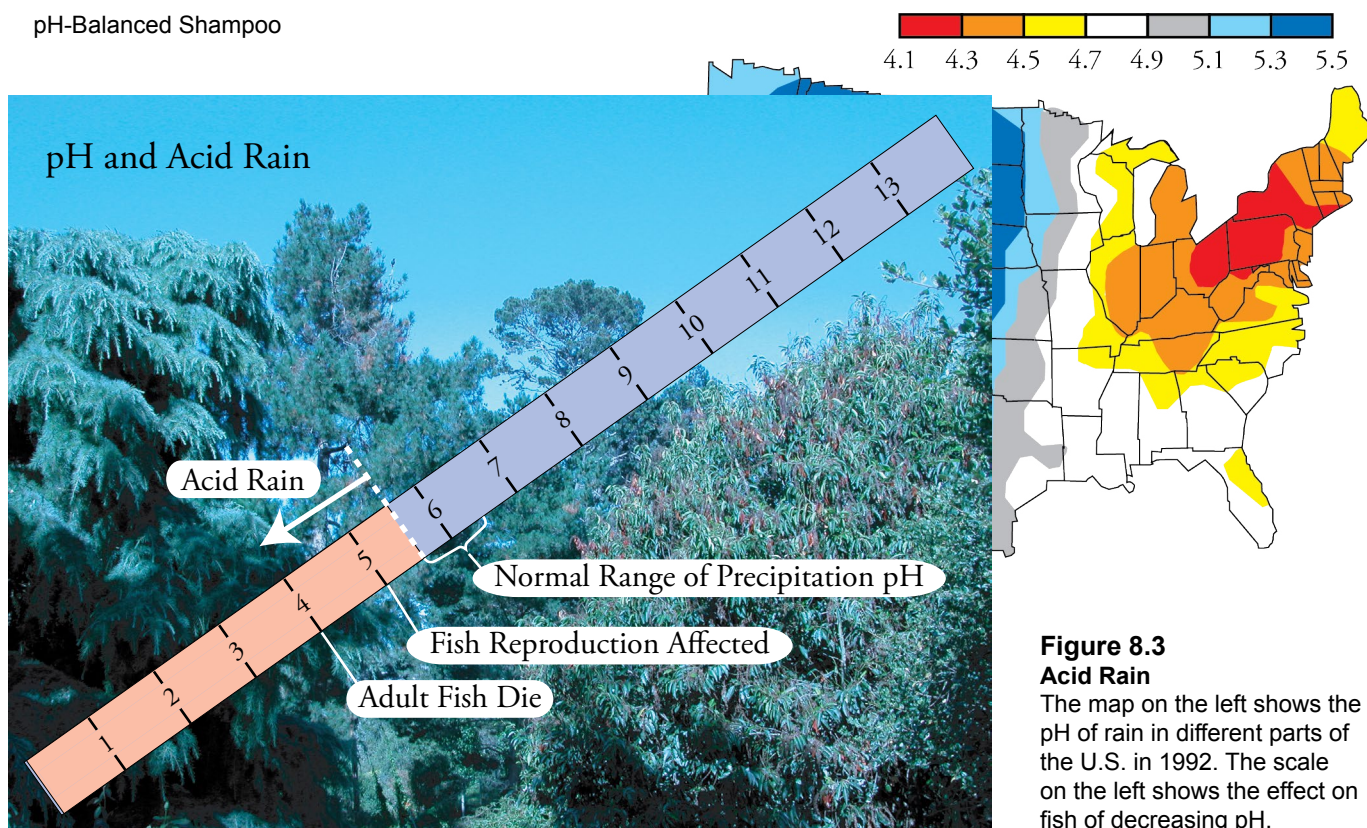 pH-Balanced Shampoo
4.1 4.3 4.5 4.7 4.9 5.1 5.3 5.5
pH and Acid Rain
13
12
11
10
9
8
7
6
5
4
3
2
1
Acid Rain
Normal Range of Precipitation pH
Fish Reproduction Affected
Adult Fish Die
Figure 8.3
Acid Rain
The map on the left shows the
pH of rain in different parts of
the U.S. in 1992. The scale
on the left shows the effect on
fish of decreasing pH.